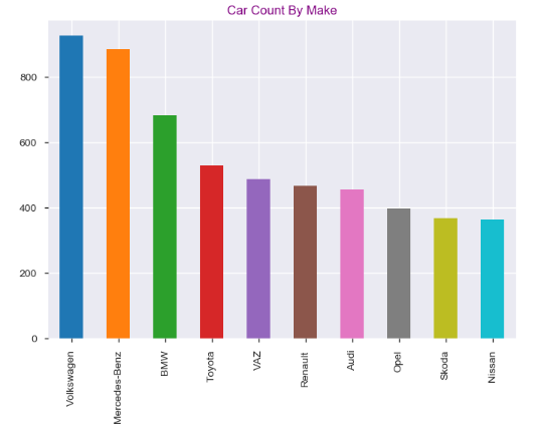 Car Count By Make
800
600
400
200
0
Volkswagen
Mercedes-Benz
BMW
Toyota
VAZ
Renault
Audi
Opel
Skoda
Nissan